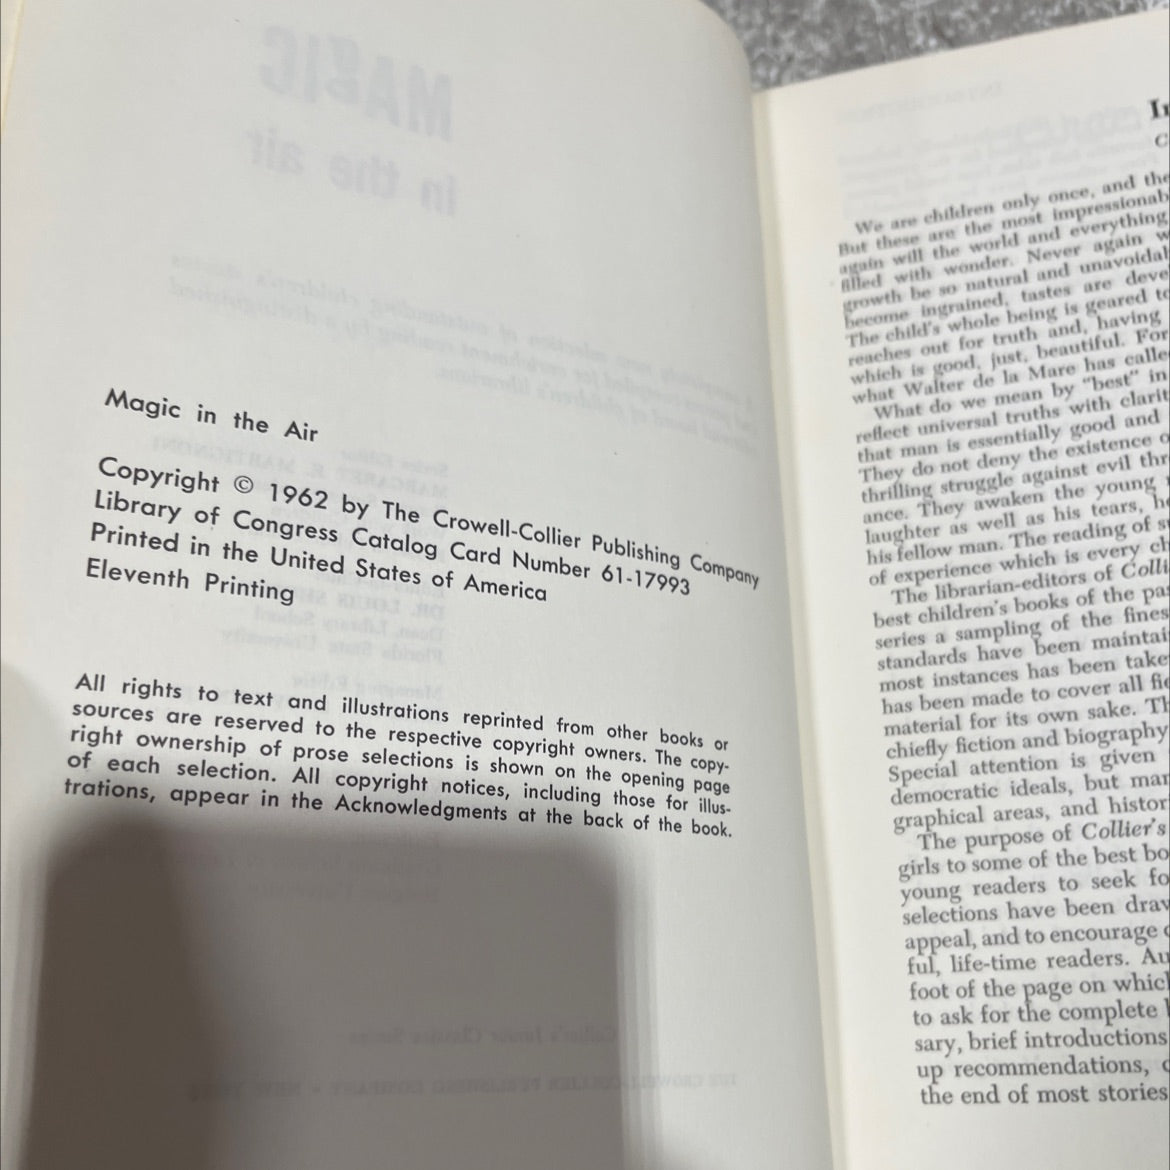 Magic in the Air
Copyright © 1962 by The Crowell-Collier Publishing Company
Library of Congress Catalog Card Number 61-17993
Printed in the United States of America
Eleventh Printing
All rights to text and illustrations reprinted from other books or
sources are reserved to the respective copyright owners. The copy-
right ownership of prose selections is shown on the opening page
of each selection. All copyright notices, including those for illus-
trations, appear in the Acknowledgments at the back of the book.
We are children only once, and the
But these are the most impressionab
again will the world and everything
filled with wonder. Never again w
growth be so natural and unavoidal
become ingrained, tastes are deve
The child's whole being is geared to
reaches out for truth and, having
which is good, just, beautiful. For
what Walter de la Mare has calle
What do we mean by "best" in
reflect universal truths with clarit
that man is essentially good and
They do not deny the existence o
thrilling struggle against evil thr
ance. They awaken the young
laughter as well as his tears, he
his fellow man. The reading of s
of experience which is every ch
The librarian-editors of Colli
best children's books of the pa
series a sampling of the fines
standards have been maintai
most instances has been take
has been made to cover all fi
material for its own sake. Th
chiefly fiction and biography
Special attention is given
democratic ideals, but mar
graphical areas, and histor
The purpose of Collier's
girls to some of the best bo
young readers to seek fo
selections have been draw
appeal, and to encourage
ful, life-time readers. Au
foot of the page on which
to ask for the complete
sary, brief introductions
up recommendations,
the end of most stories